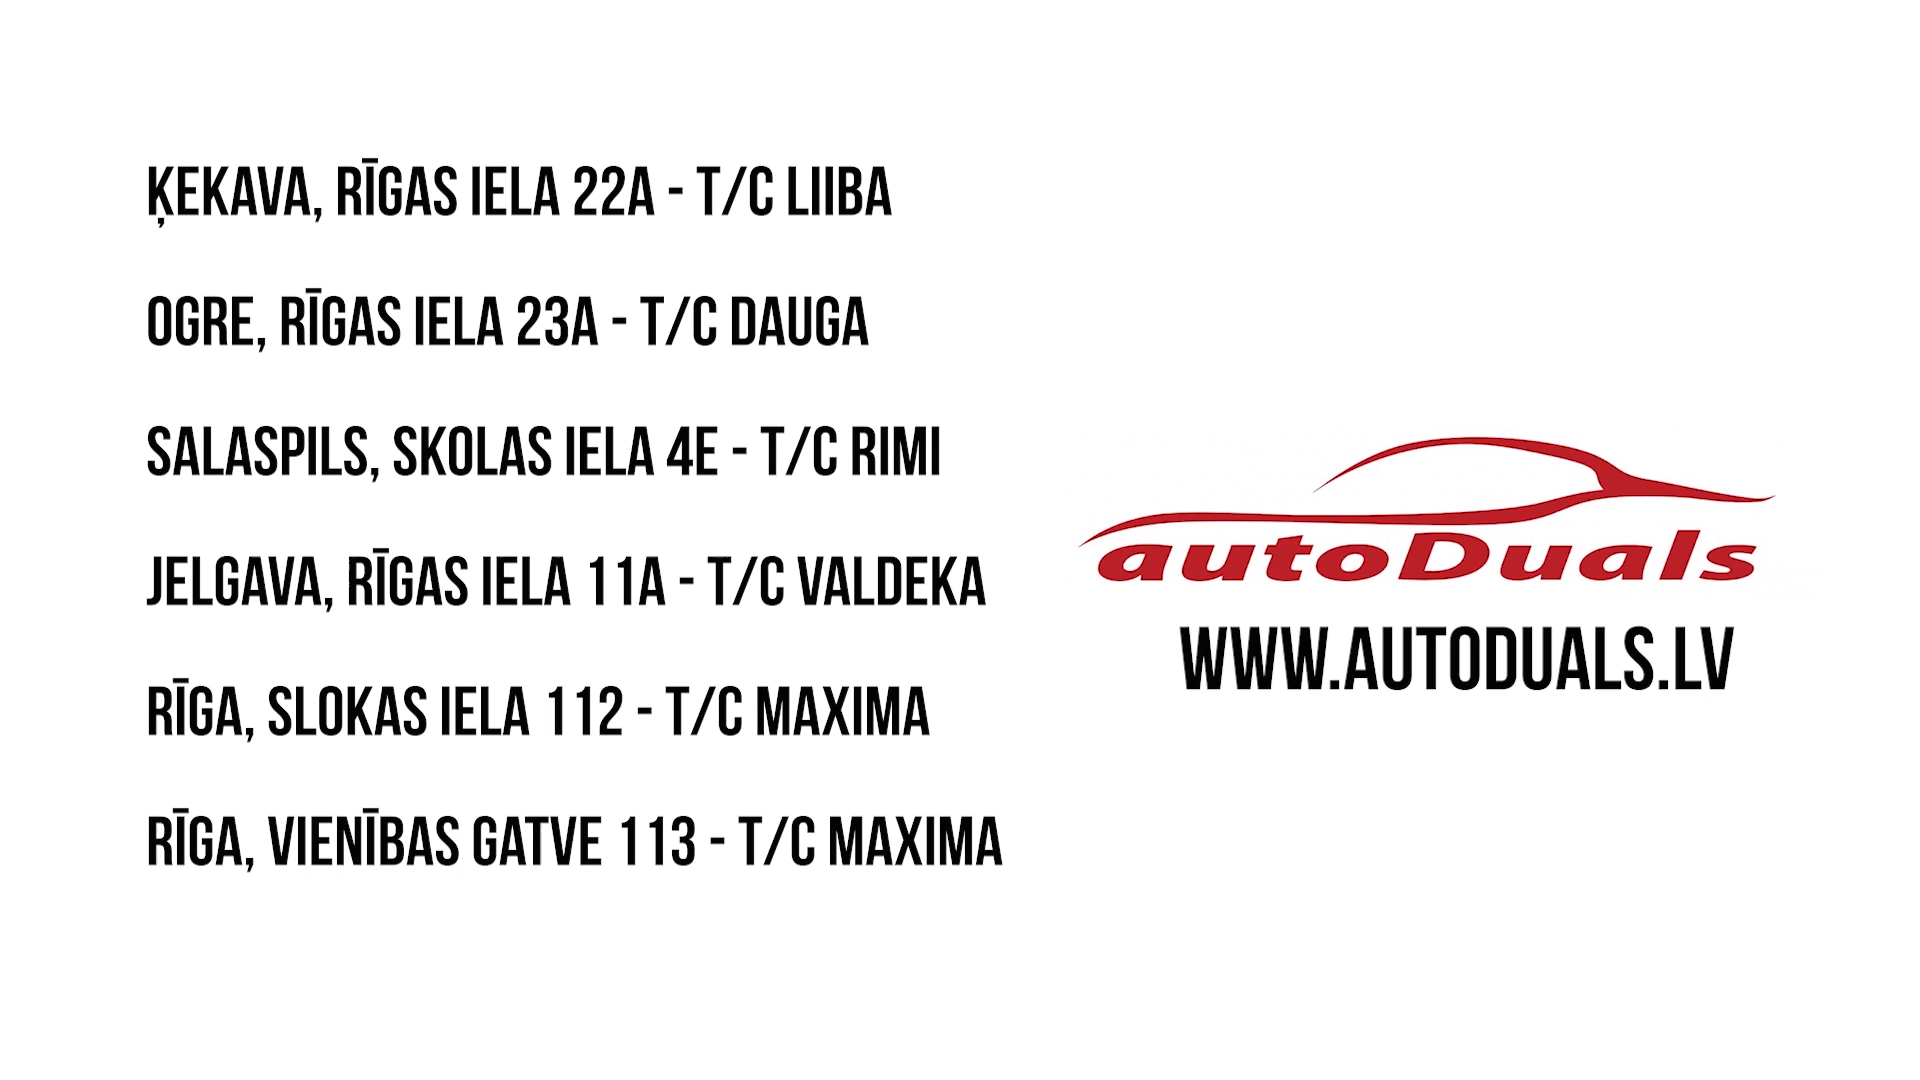 ĶEKAVA, RĪGAS IELA 22A - T/C LIIBA
OGRE, RĪGAS IELA 23A - T/C DAUGA
SALASPILS, SKOLAS IELA 4E - T/C RIMI
JELGAVA, RĪGAS IELA 11A - T/C VALDEKA
RĪGA, SLOKAS IELA 112 - T/C MAXIMA
RĪGA, VIENĪBAS GATVE 113 - T/C MAXIMA
autoDuals
WWW.AUTODUALS.LV